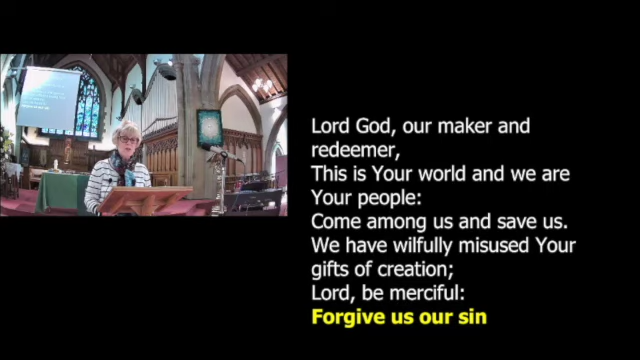 Lord God, our maker and
redeemer,
This is Your world and we are
Your people:
Come among us and save us.
We have wilfully misused Your
gifts of creation;
Lord, be merciful:
Forgive us our sin